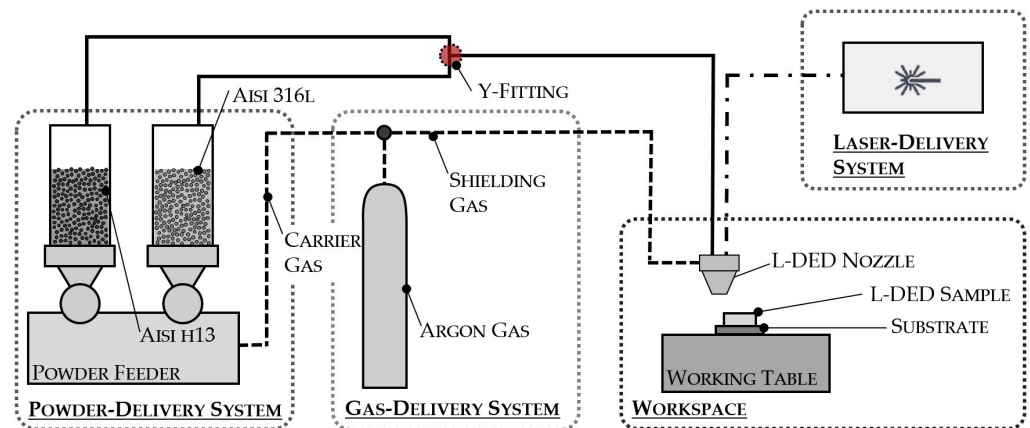 AISI 316L
Y-FITTING
LASER-DELIVERY
SYSTEM
SHIELDING
GAS
CARRIER
GAS
L-DED NOZZLE
L-DED SAMPLE
SUBSTRATE
AISI H13
ARGON GAS
POWDER FEEDER
WORKING TABLE
POWDER-DELIVERY SYSTEM
GAS-DELIVERY SYSTEM
WORKSPACE